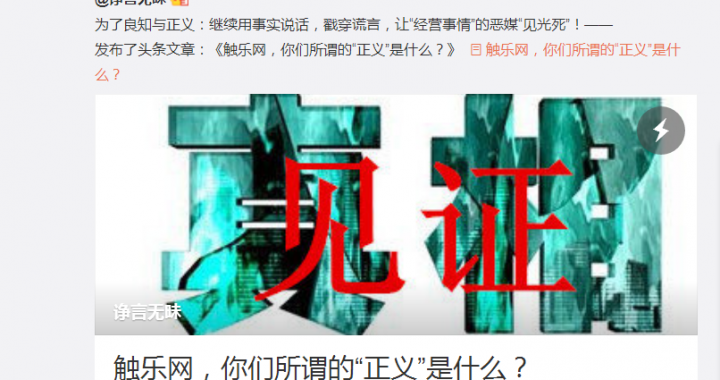 @诤言无味
为了良知与正义：继续用事实说话，戳穿谎言，让“经营事情”的恶媒“见光死”！——
发布了头条文章：《触乐网，你们所谓的“正义”是什么？》 触乐网，你们所谓的“正义”是什
么？
真相
见证
诤言无味
触乐网，你们所谓的“正义”是什么？